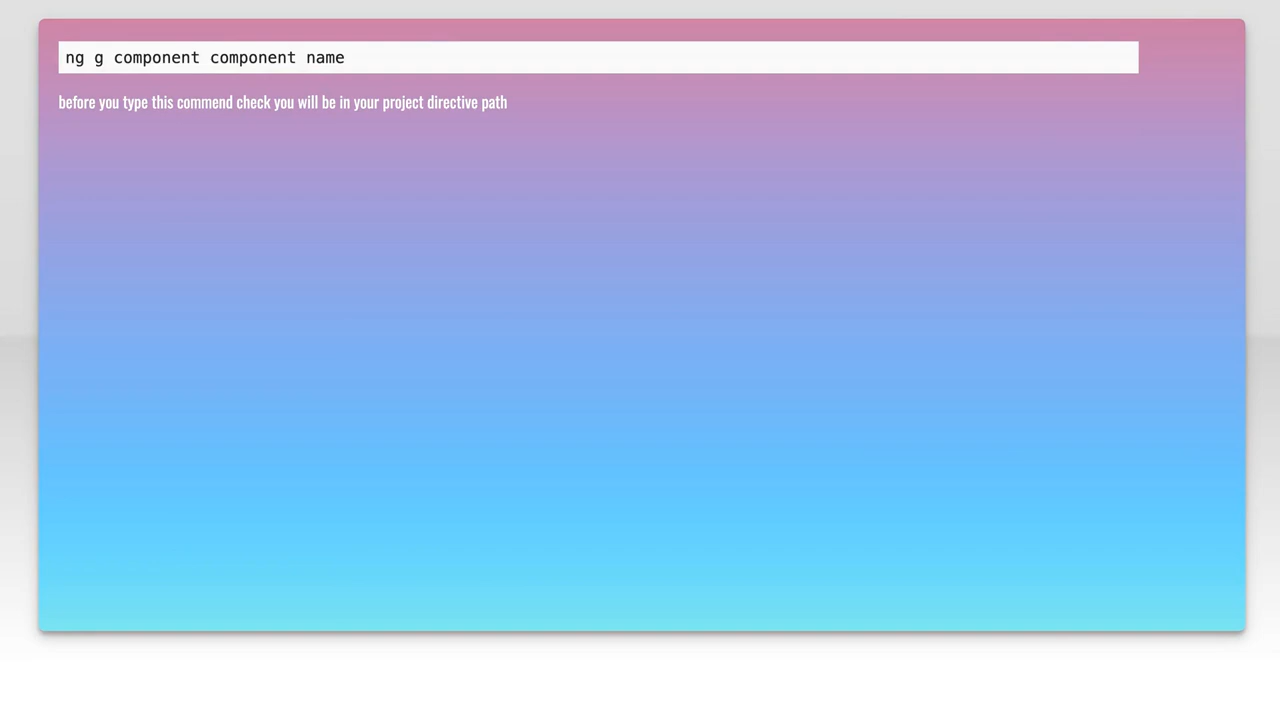 ng g component component name
before you type this commend check you will be in your project directive path